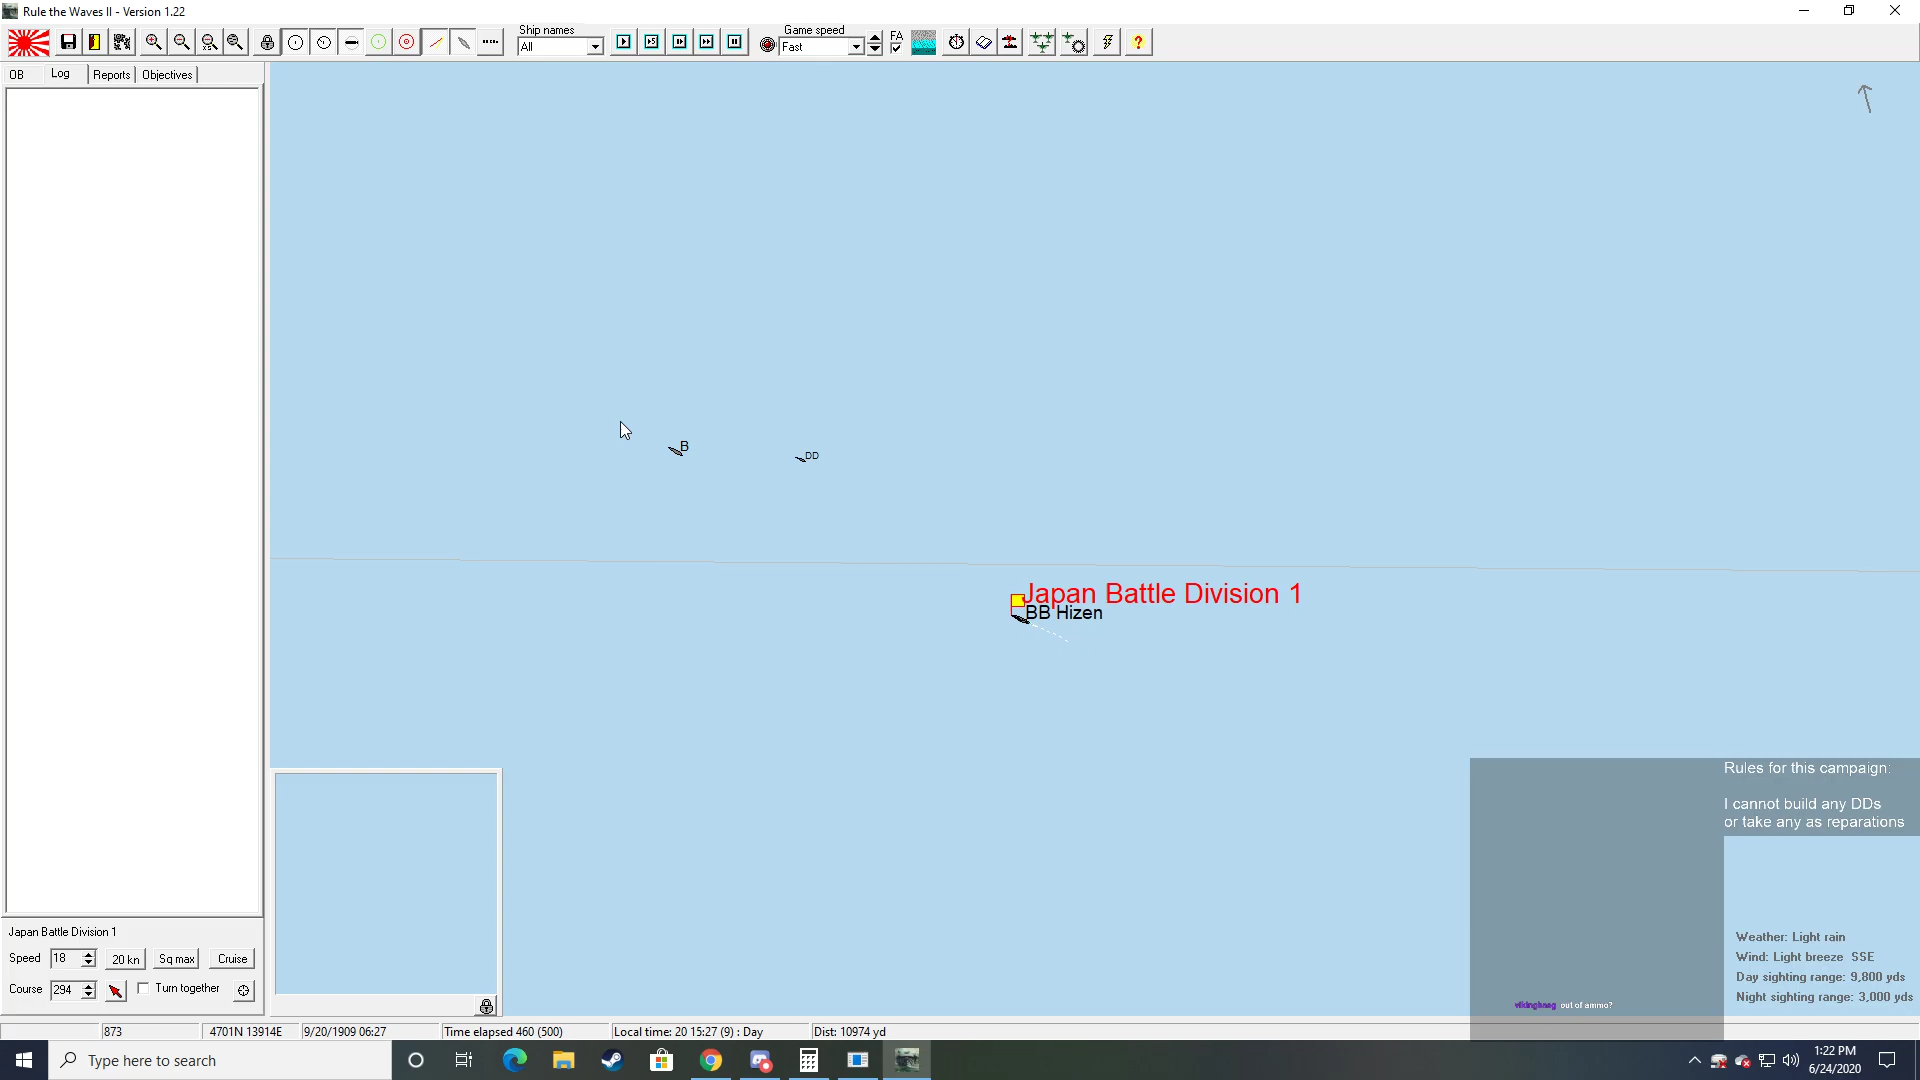 Rule the Waves II - Version 1.22
Ship names
All
Game speed
Fast
FA
OB
Log
Reports
Objectives
B
DD
Japan Battle Division 1
BB Hizen
Rules for this campaign:
I cannot build any DDs
or take any as reparations
Weather: Light rain
Wind: Light breeze SSE
Day sighting range: 9,800 yds
Night sighting range: 3,000 yds
vikinghaag out of ammo?
Japan Battle Division 1
Speed 18 20 kn Sq max Cruise
Course 294 Turn together
873 4701N 13914E 9/20/1909 06:27 Time elapsed 460 (500) Local time: 20 15:27 (9) : Day Dist: 10974 yd
Type here to search
1:22 PM
6/24/2020